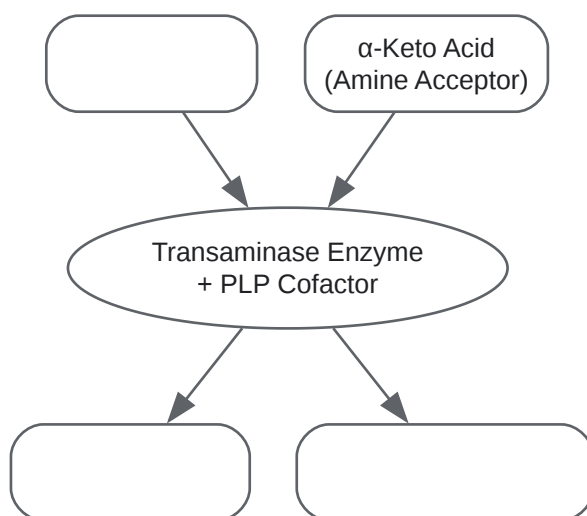 α-Keto Acid
(Amine Acceptor)
Transaminase Enzyme
+ PLP Cofactor